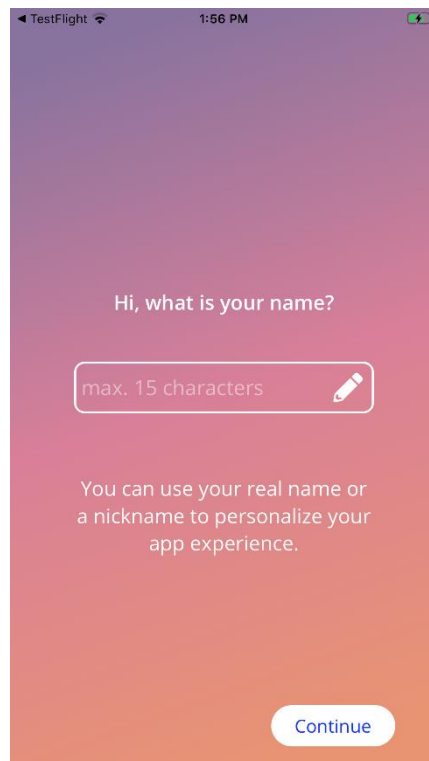 ◀ TestFlight
1:56 PM
Hi, what is your name?
max. 15 characters
You can use your real name or
a nickname to personalize your
app experience.
Continue